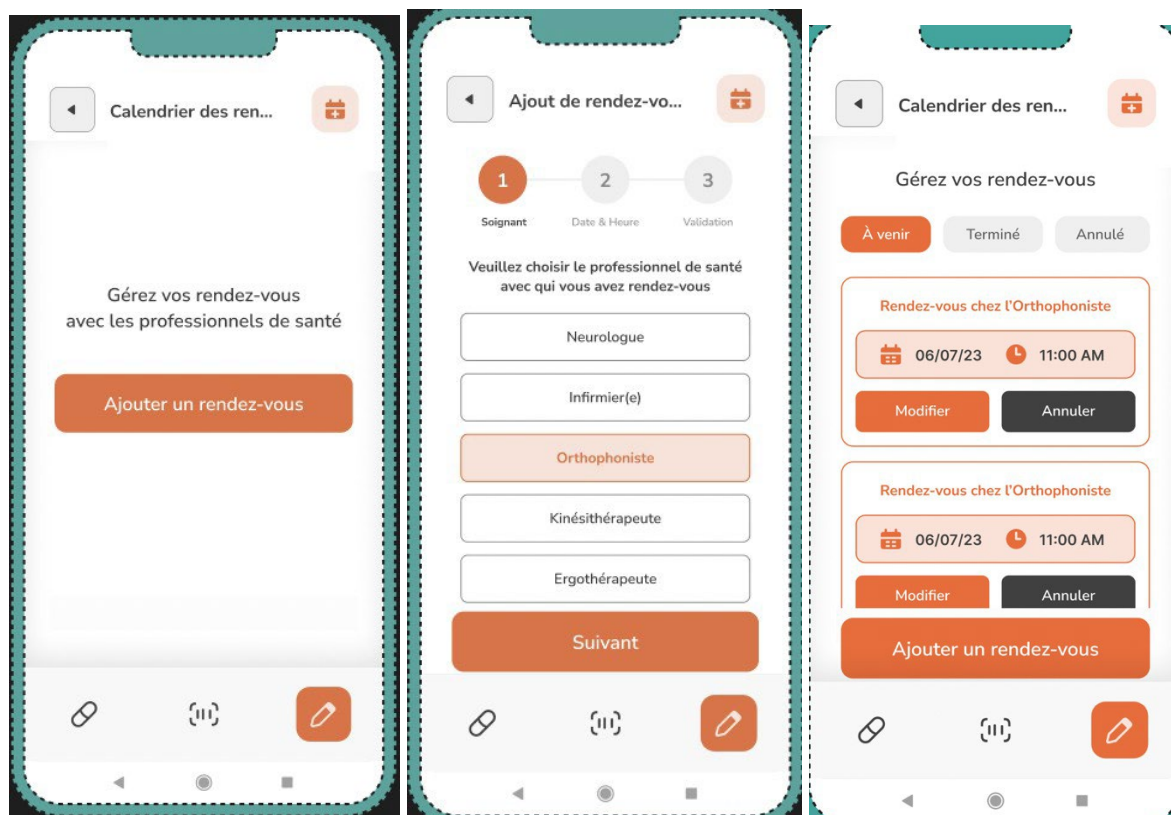 Calendrier des ren...
Gérez vos rendez-vous
avec les professionnels de santé
Ajouter un rendez-vous
Ajout de rendez-vo...
1 2 3
Soignant Date & Heure Validation
Veuillez choisir le professionnel de santé
avec qui vous avez rendez-vous
Neurologue
Infirmier(e)
Orthophoniste
Kinésithérapeute
Ergothérapeute
Suivant
Calendrier des ren...
Gérez vos rendez-vous
À venir Terminé Annulé
Rendez-vous chez l'Orthophoniste
06/07/23 11:00 AM
Modifier Annuler
Rendez-vous chez l'Orthophoniste
06/07/23 11:00 AM
Modifier Annuler
Ajouter un rendez-vous